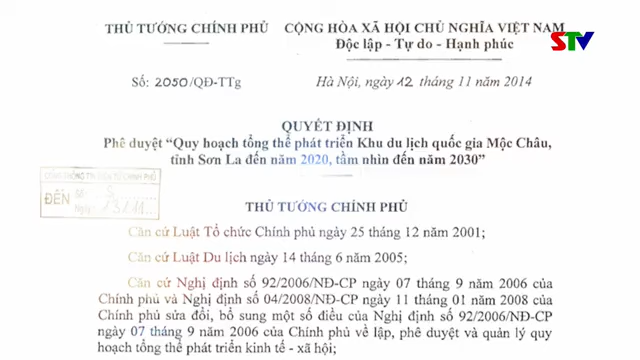 THỦ TƯỚNG CHÍNH PHỦ
CỘNG HÒA XÃ HỘI CHỦ NGHĨA VIỆT NAM
Độc lập - Tự do - Hạnh phúc
STV
Số: 2050/QĐ-TTg
Hà Nội, ngày 12 tháng 11 năm 2014
QUYẾT ĐỊNH
Phê duyệt “Quy hoạch tổng thể phát triển Khu du lịch quốc gia Mộc Châu,
tỉnh Sơn La đến năm 2020, tầm nhìn đến năm 2030”
CỔNG THÔNG TIN ĐIỆN TỬ CHÍNH PHỦ
ĐẾN
THỦ TƯỚNG CHÍNH PHỦ
Căn cứ Luật Tổ chức Chính phủ ngày 25 tháng 12 năm 2001;
Căn cứ Luật Du lịch ngày 14 tháng 6 năm 2005;
Căn cứ Nghị định số 92/2006/NĐ-CP ngày 07 tháng 9 năm 2006 của
Chính phủ và Nghị định số 04/2008/NĐ-CP ngày 11 tháng 01 năm 2008 của
Chính phủ sửa đổi, bổ sung một số điều của Nghị định số 92/2006/NĐ-CP
ngày 07 tháng 9 năm 2006 của Chính phủ về lập, phê duyệt và quản lý quy
hoạch tổng thể phát triển kinh tế - xã hội;